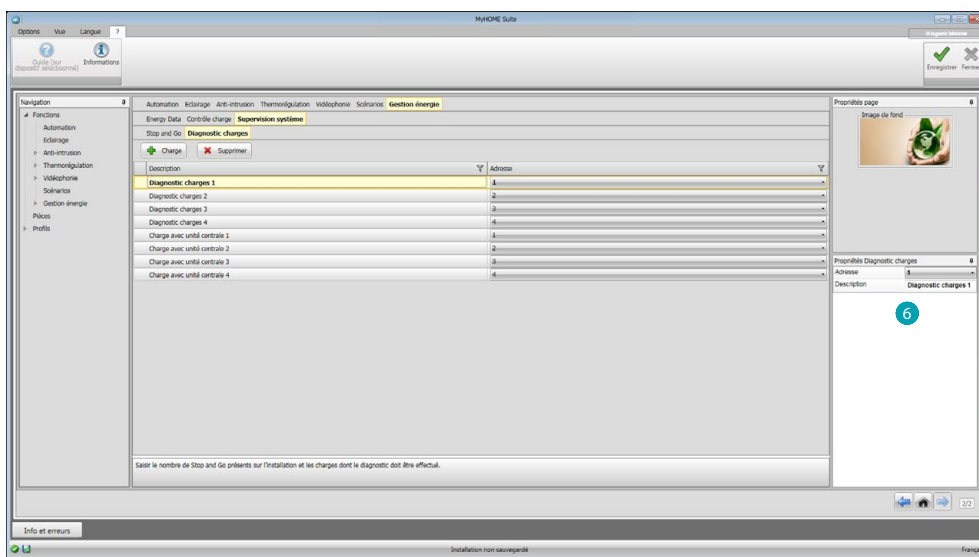 MyHOME Suite
Options Vue Langue ?
Guide (sur dispositif sélectionné)
Informations
Enregistrer Ferme
Navigation
Fonctions
Automation
Eclairage
Anti-intrusion
Thermorégulation
Vidéophonie
Scénarios
Gestion énergie
Pièces
Profils
Automation Eclairage Anti-intrusion Thermorégulation Vidéophonie Scénarios Gestion énergie
Energy Data Contrôle charge Supervision système
Stop and Go Diagnostic charges
Charge Supprimer
Description Adresse
Diagnostic charges 1 1
Diagnostic charges 2 2
Diagnostic charges 3 3
Diagnostic charges 4 4
Charge avec unité centrale 1 1
Charge avec unité centrale 2 2
Charge avec unité centrale 3 3
Charge avec unité centrale 4 4
Saisir le nombre de Stop and Go présents sur l'installation et les charges dont le diagnostic doit être effectué.
Propriétés page
Image de fond
Propriétés Diagnostic charges
Adresse 1
Description Diagnostic charges 1
6
2/2
Info et erreurs
Installation non sauvegardé
França